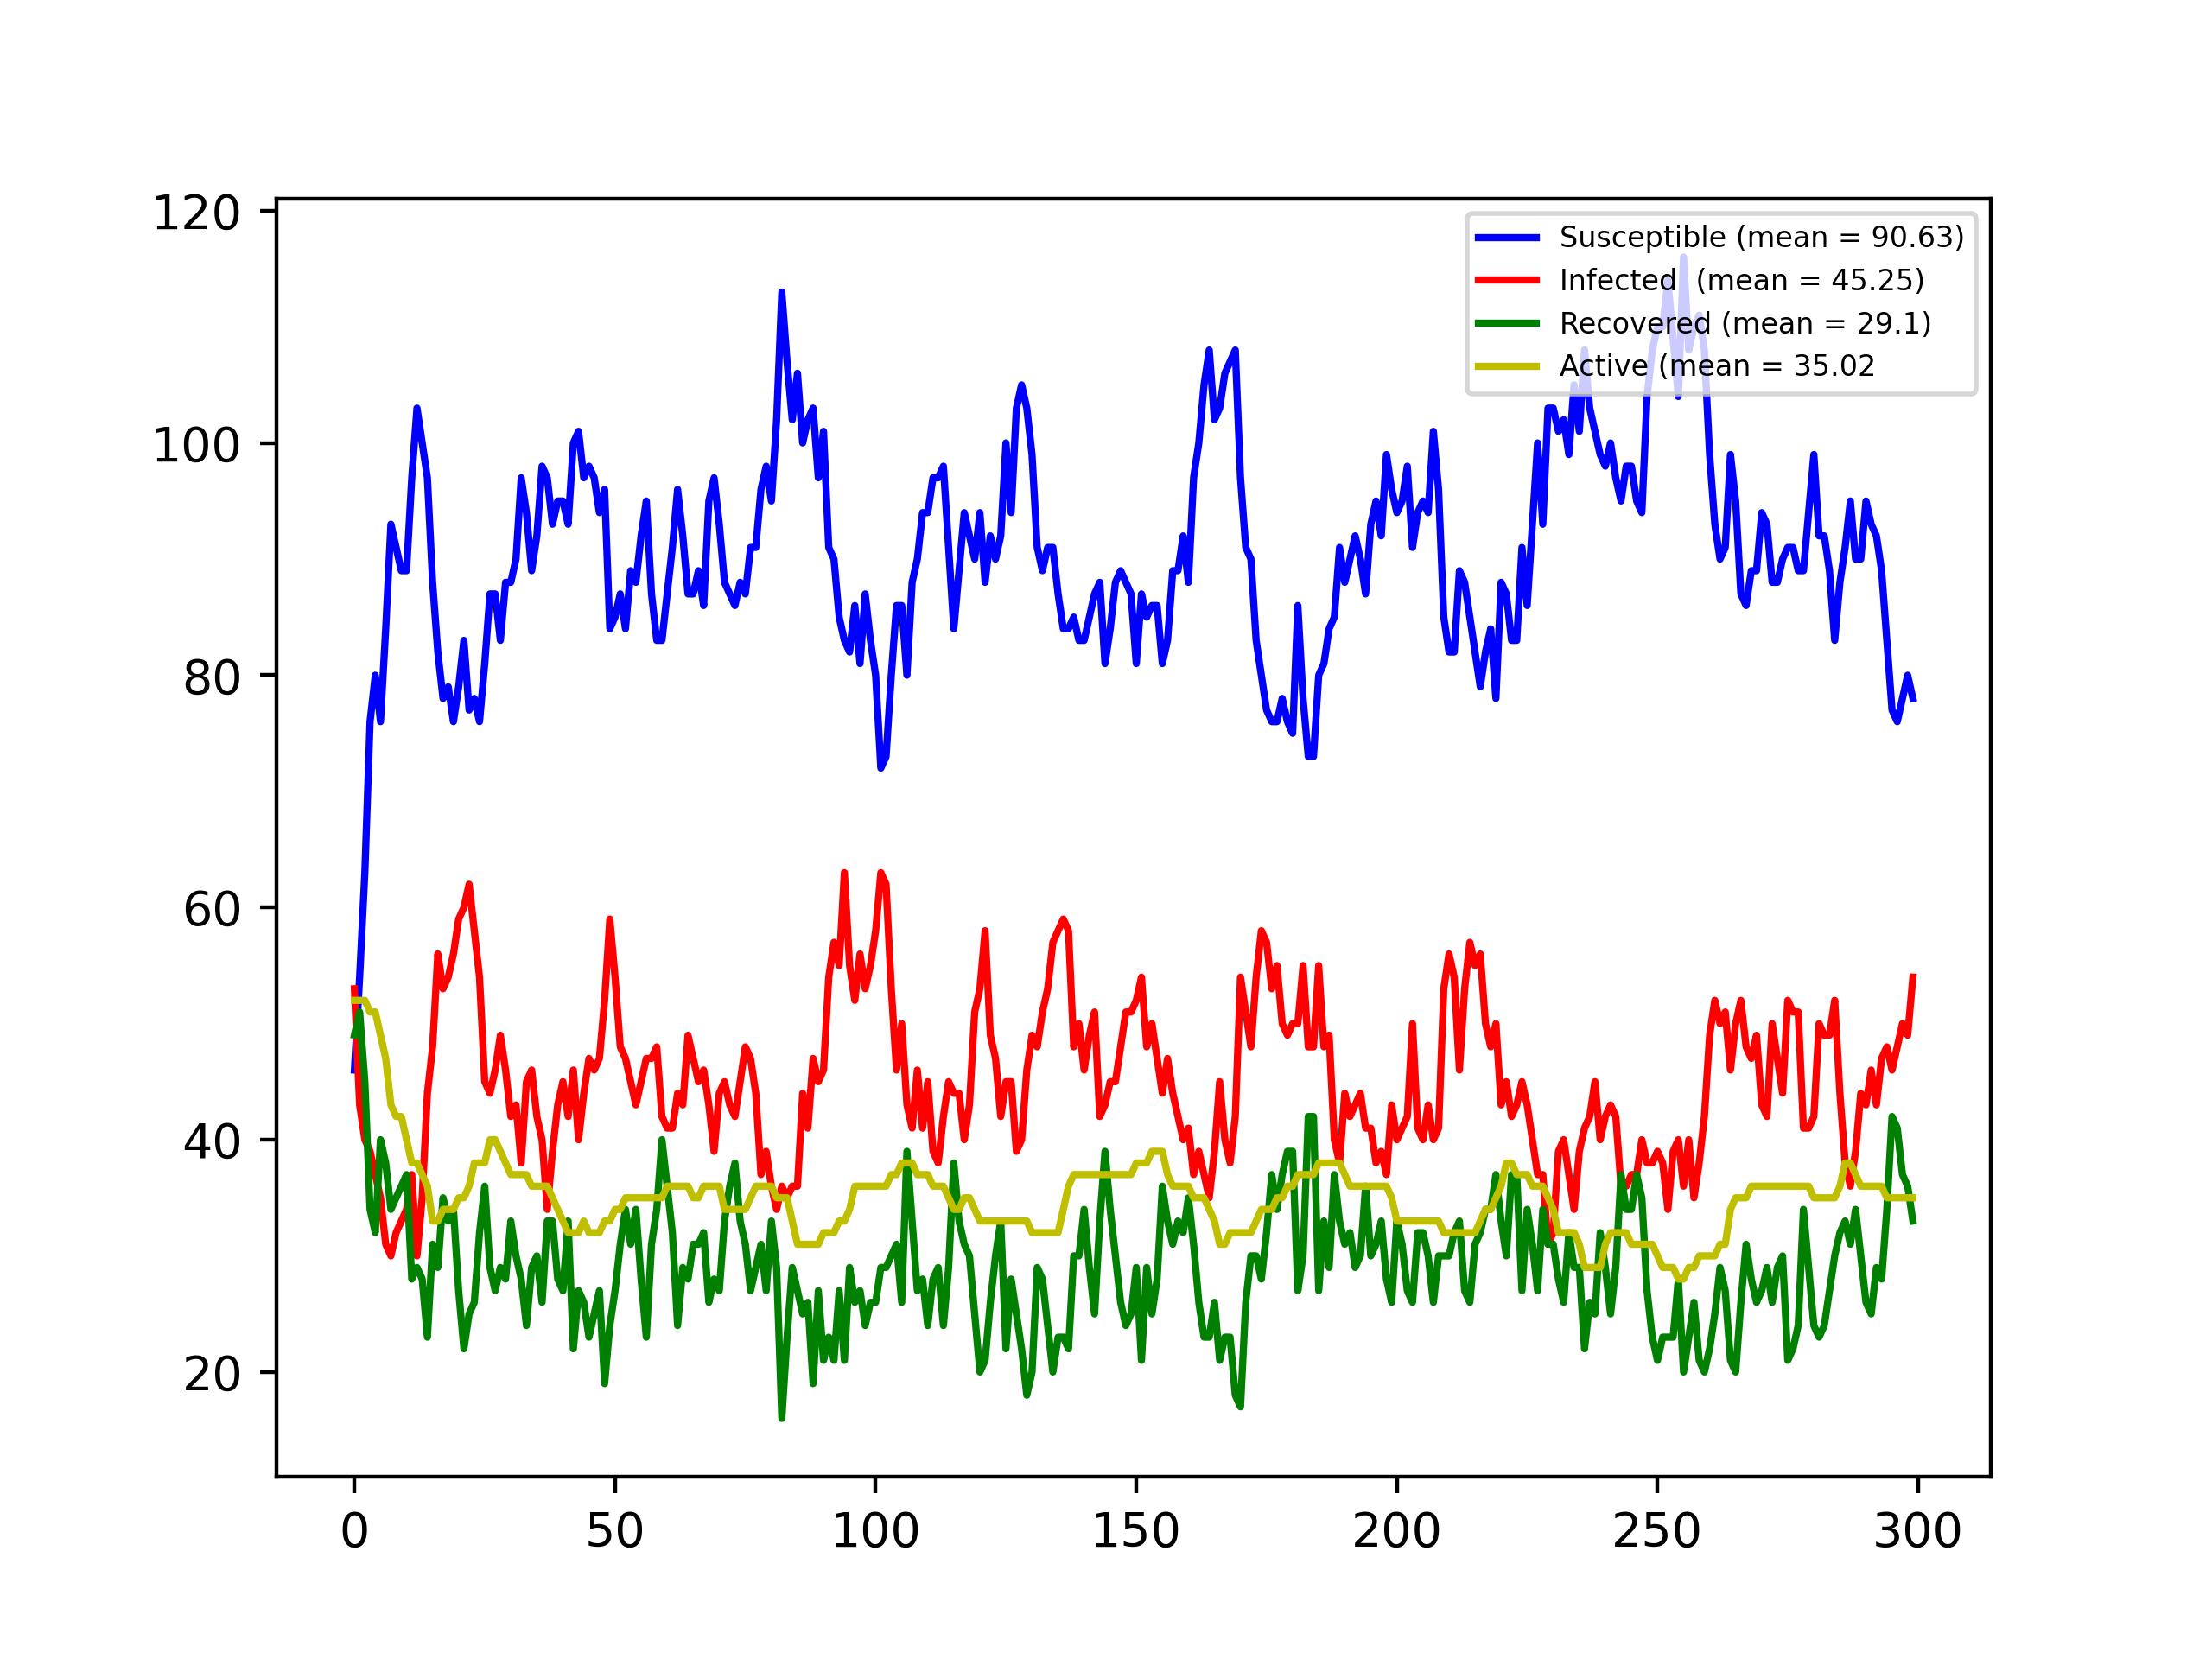 120
100
80
60
40
20
0 50 100 150 200 250 300
Susceptible (mean = 90.63)
Infected  (mean = 45.25)
Recovered (mean = 29.1)
Active (mean = 35.02